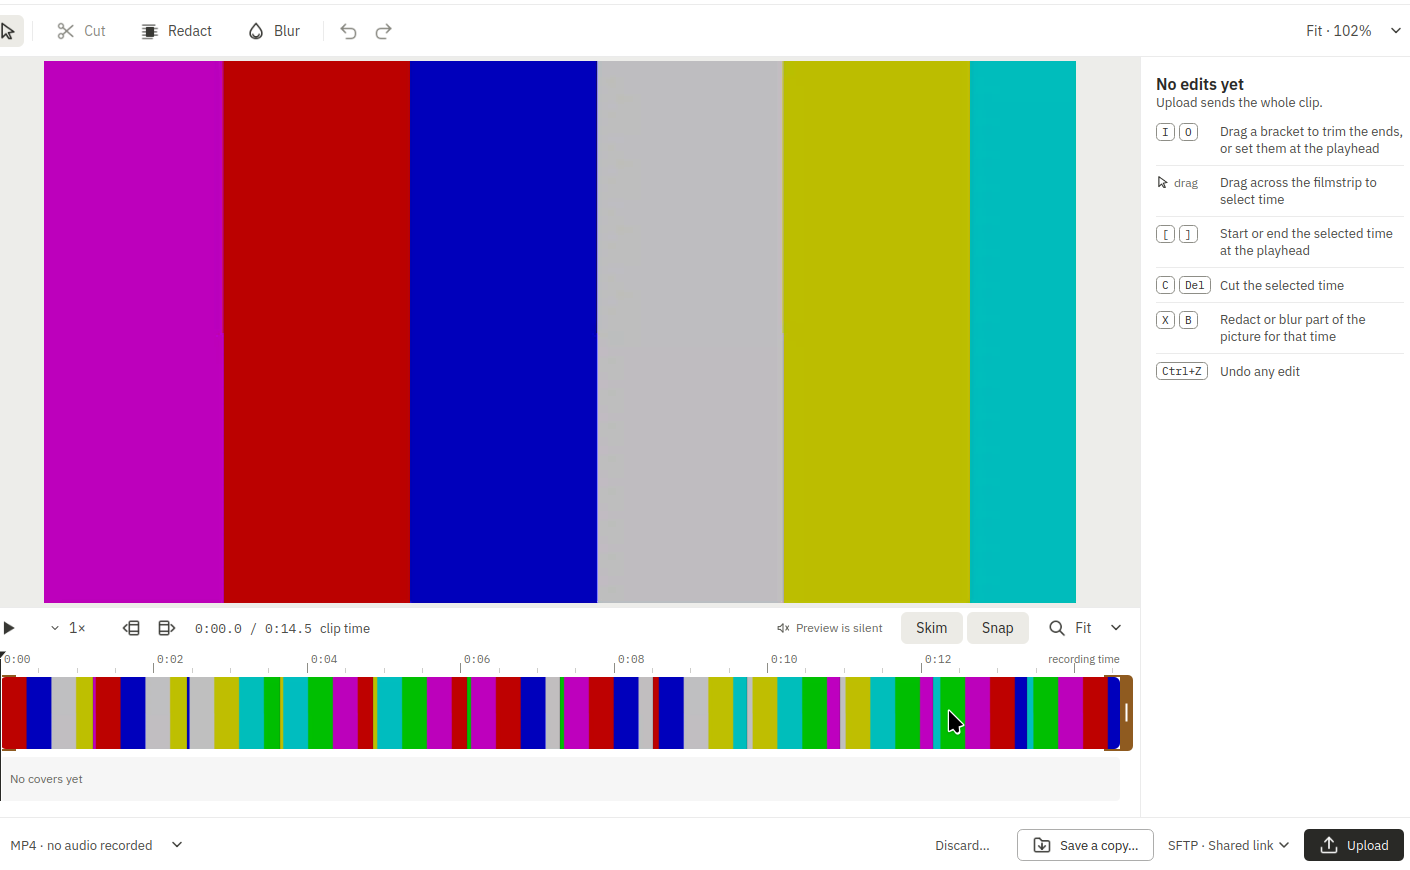 Cut
Redact
Blur
Fit · 102%
No edits yet
Upload sends the whole clip.
I O Drag a bracket to trim the ends,
or set them at the playhead
drag Drag across the filmstrip to
select time
[ ] Start or end the selected time
at the playhead
C Del Cut the selected time
X B Redact or blur part of the
picture for that time
Ctrl+Z Undo any edit
1× 0:00.0 / 0:14.5 clip time Preview is silent Skim Snap Fit
0:00 0:02 0:04 0:06 0:08 0:10 0:12 recording time
No covers yet
MP4 · no audio recorded Discard... Save a copy... SFTP · Shared link Upload